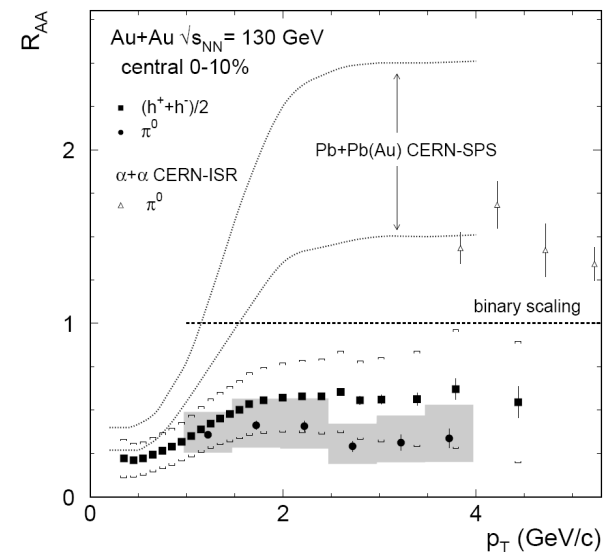 R_AA
Au+Au √s_NN = 130 GeV
central 0-10%
(h⁺+h⁻)/2
π⁰
α+α CERN-ISR
π⁰
Pb+Pb(Au) CERN-SPS
binary scaling
2
1
0
0
2
4
p_T (GeV/c)